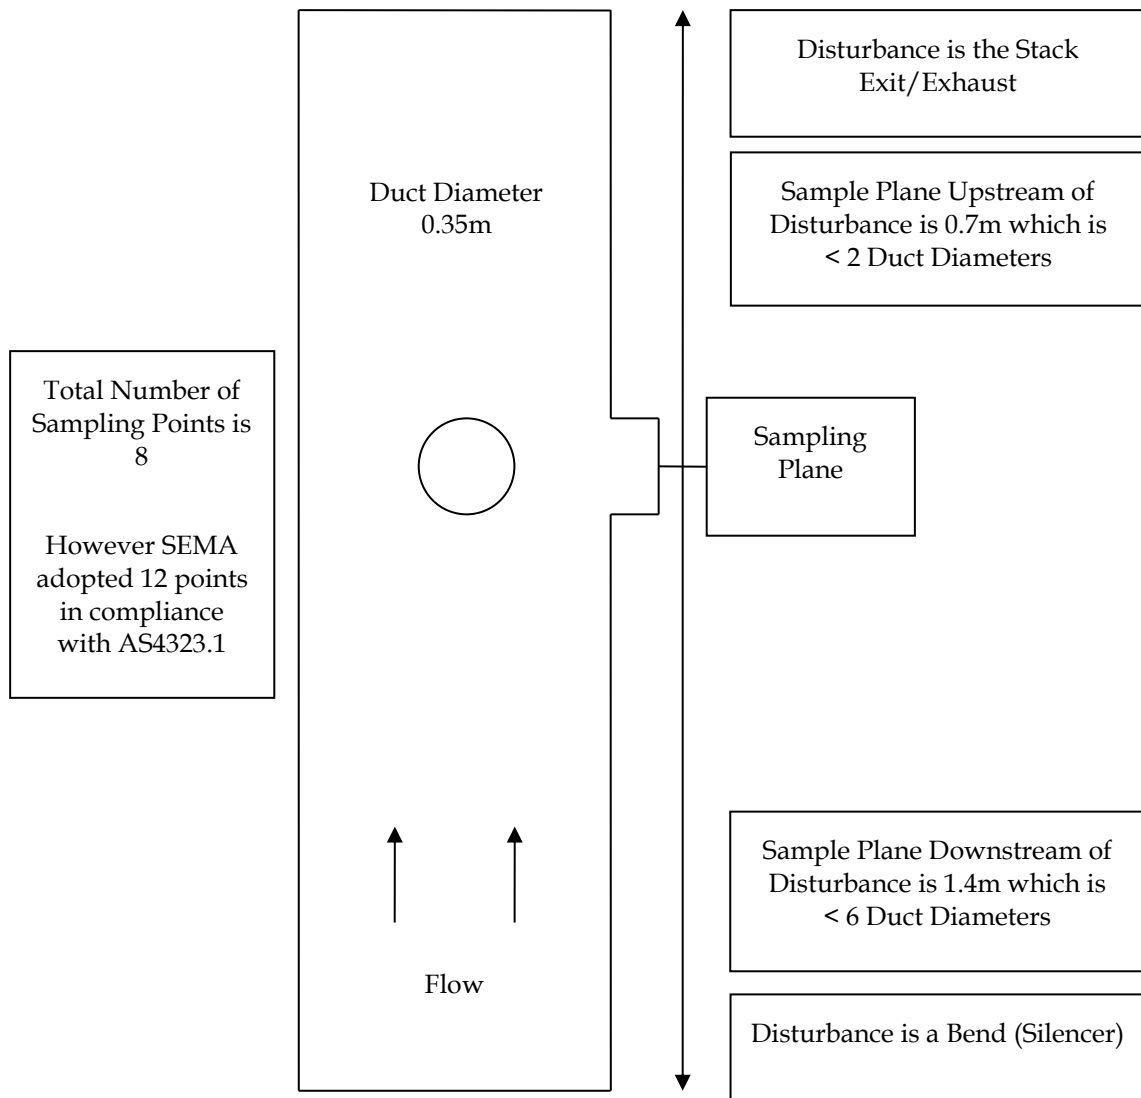 Disturbance is the Stack
Exit/Exhaust
Duct Diameter
0.35m
Sample Plane Upstream of
Disturbance is 0.7m which is
< 2 Duct Diameters
Total Number of
Sampling Points is
8
However SEMA
adopted 12 points
in compliance
with AS4323.1
Sampling
Plane
Sample Plane Downstream of
Disturbance is 1.4m which is
< 6 Duct Diameters
Flow
Disturbance is a Bend (Silencer)